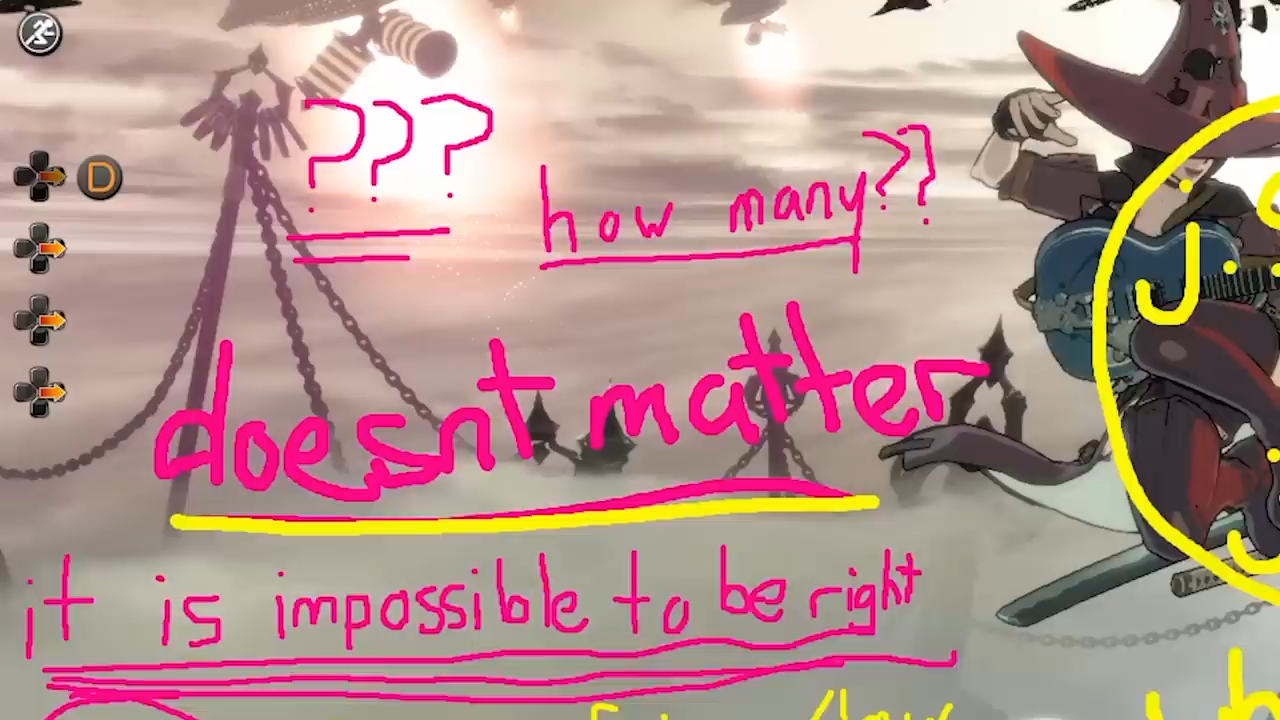 D
???
how many??
doesnt matter
it is impossible to be right